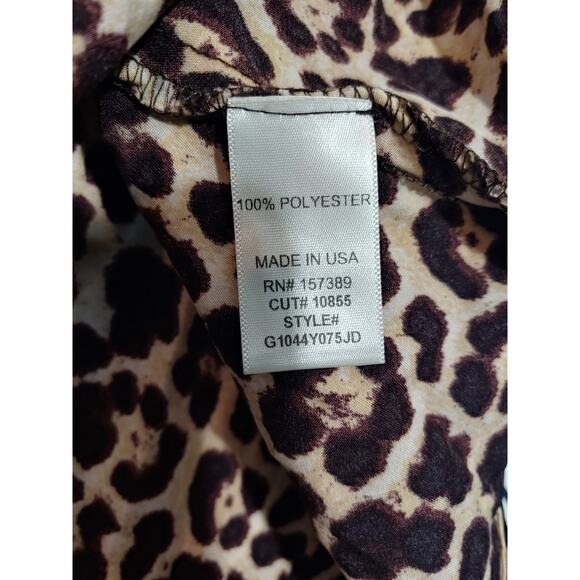 100% POLYESTER
MADE IN USA
RN# 157389
CUT# 10855
STYLE#
G1044Y075JD